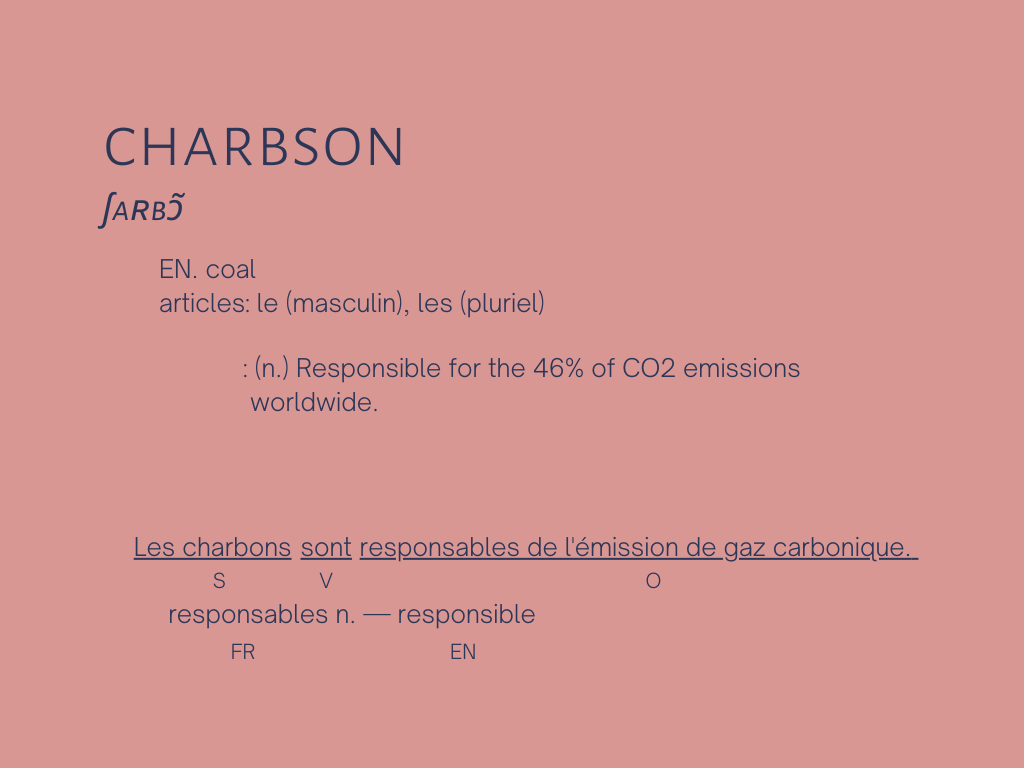 CHARBSON
ʃARBɔ̃
EN. coal
articles: le (masculin), les (pluriel)
: (n.) Responsible for the 46% of CO2 emissions
worldwide.
Les charbons sont responsables de l'émission de gaz carbonique.
S V O
responsables n. — responsible
FR EN